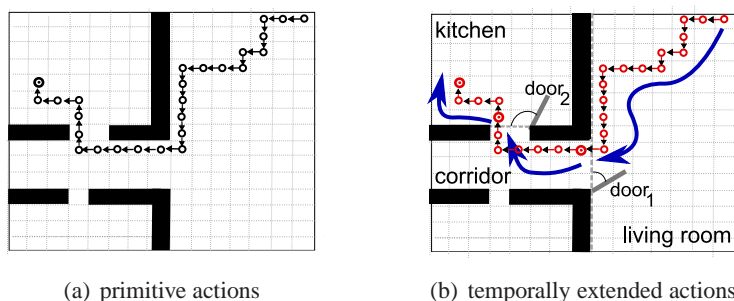 kitchen
door2
corridor
door1
living room
(a) primitive actions
(b) temporally extended actions